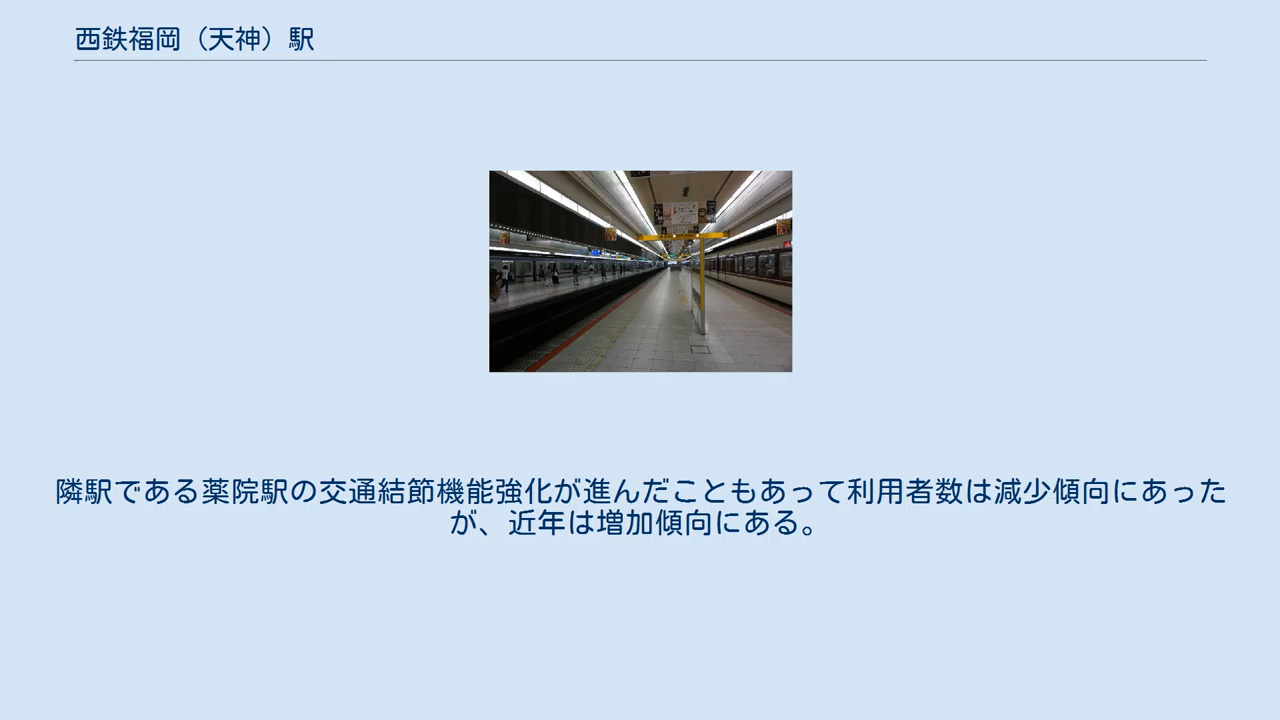 西鉄福岡（天神）駅
隣駅である薬院駅の交通結節機能強化が進んだこともあって利用者数は減少傾向にあった
が、近年は増加傾向にある。